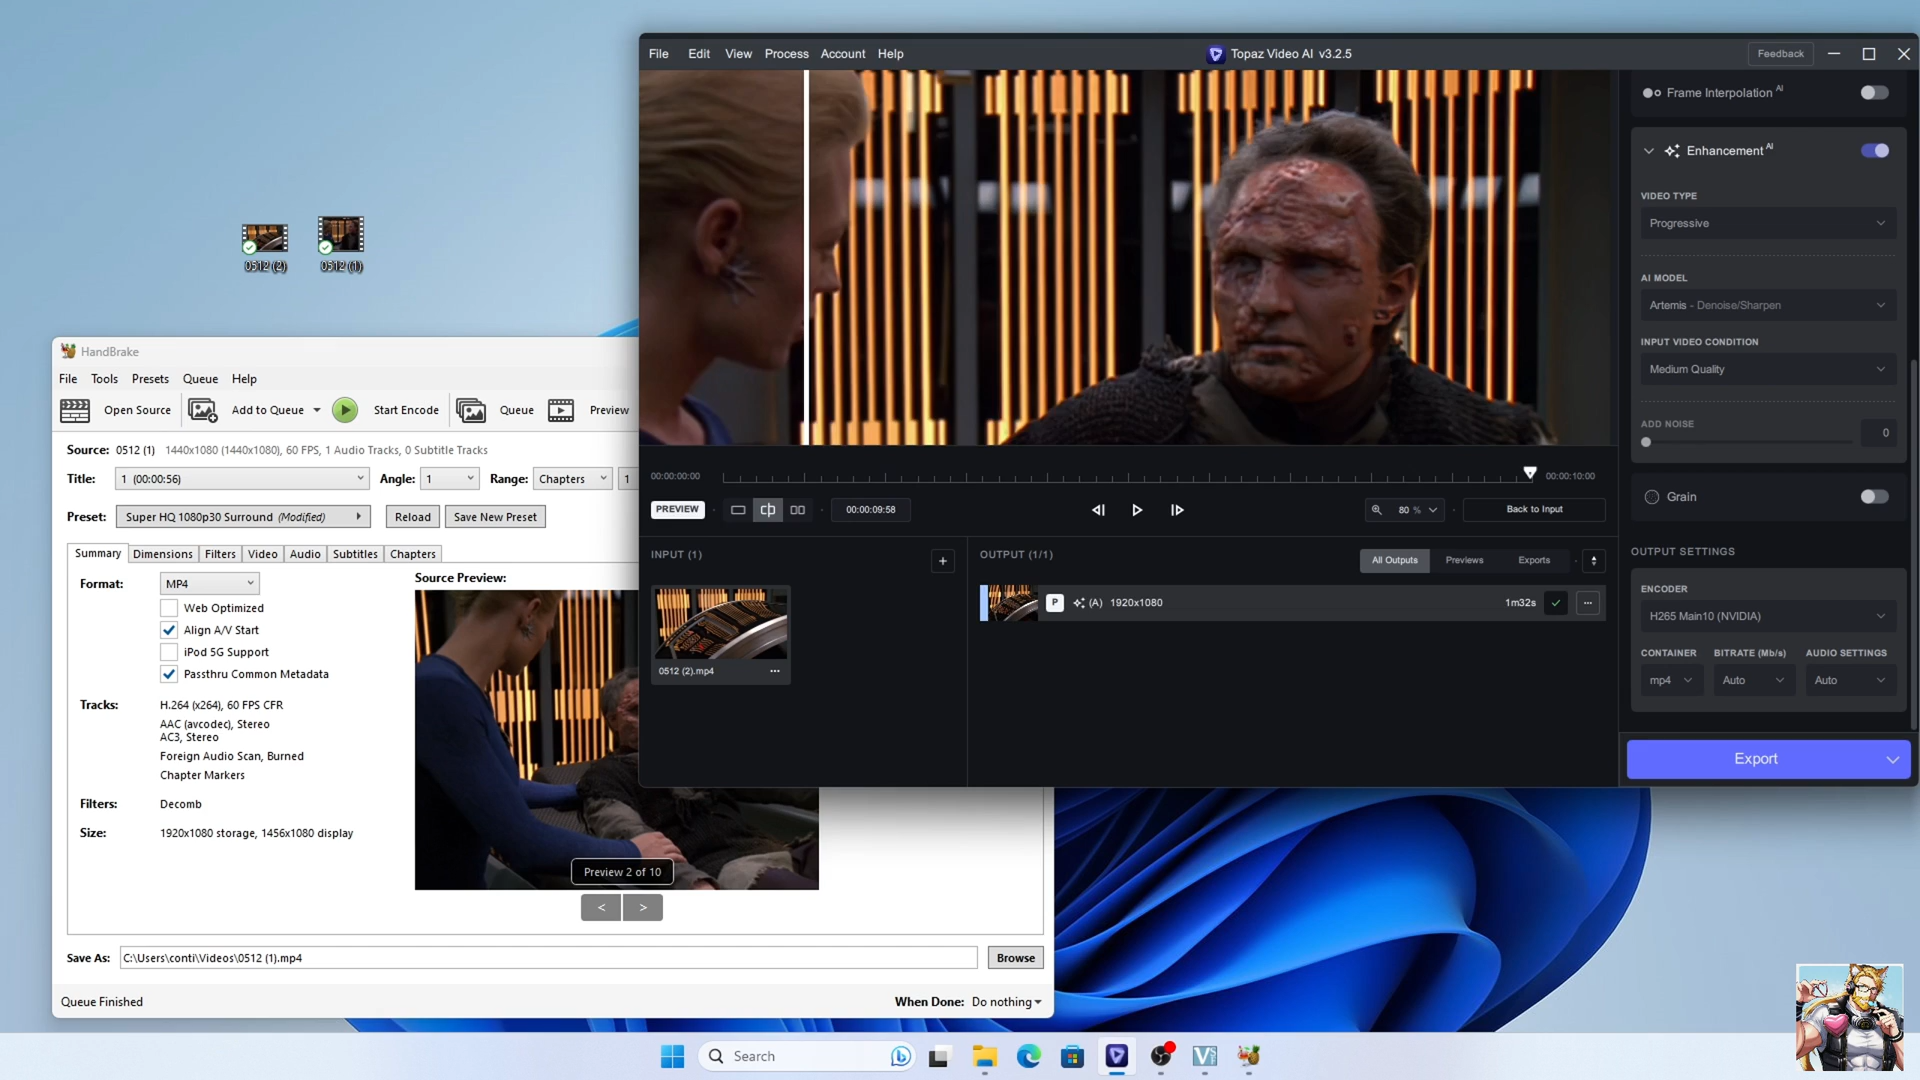 0512 (2)
0512 (1)
File Edit View Process Account Help
Topaz Video AI v3.2.5
Feedback
Frame Interpolation AI
Enhancement AI
VIDEO TYPE
Progressive
AI MODEL
Artemis - Denoise/Sharpen
INPUT VIDEO CONDITION
Medium Quality
ADD NOISE
0
Grain
OUTPUT SETTINGS
ENCODER
H265 Main10 (NVIDIA)
CONTAINER BITRATE (Mb/s) AUDIO SETTINGS
mp4 Auto Auto
Export
00:00:00:00
00:00:10:00
PREVIEW
00:00:09:58
80 %
Back to Input
INPUT (1)
+
0512 (2).mp4
OUTPUT (1/1)
All Outputs Previews Exports
P (A) 1920x1080 1m32s
HandBrake
File Tools Presets Queue Help
Open Source Add to Queue Start Encode Queue Preview
Source: 0512 (1) 1440x1080 (1440x1080), 60 FPS, 1 Audio Tracks, 0 Subtitle Tracks
Title: 1 (00:00:56) Angle: 1 Range: Chapters 1
Preset: Super HQ 1080p30 Surround (Modified) Reload Save New Preset
Summary Dimensions Filters Video Audio Subtitles Chapters
Format: MP4
Web Optimized
Align A/V Start
iPod 5G Support
Passthru Common Metadata
Tracks: H.264 (x264), 60 FPS CFR
AAC (avcodec), Stereo
AC3, Stereo
Foreign Audio Scan, Burned
Chapter Markers
Filters: Decomb
Size: 1920x1080 storage, 1456x1080 display
Source Preview:
Preview 2 of 10
< >
Save As: C:\Users\conti\Videos\0512 (1).mp4 Browse
Queue Finished
When Done: Do nothing
Search